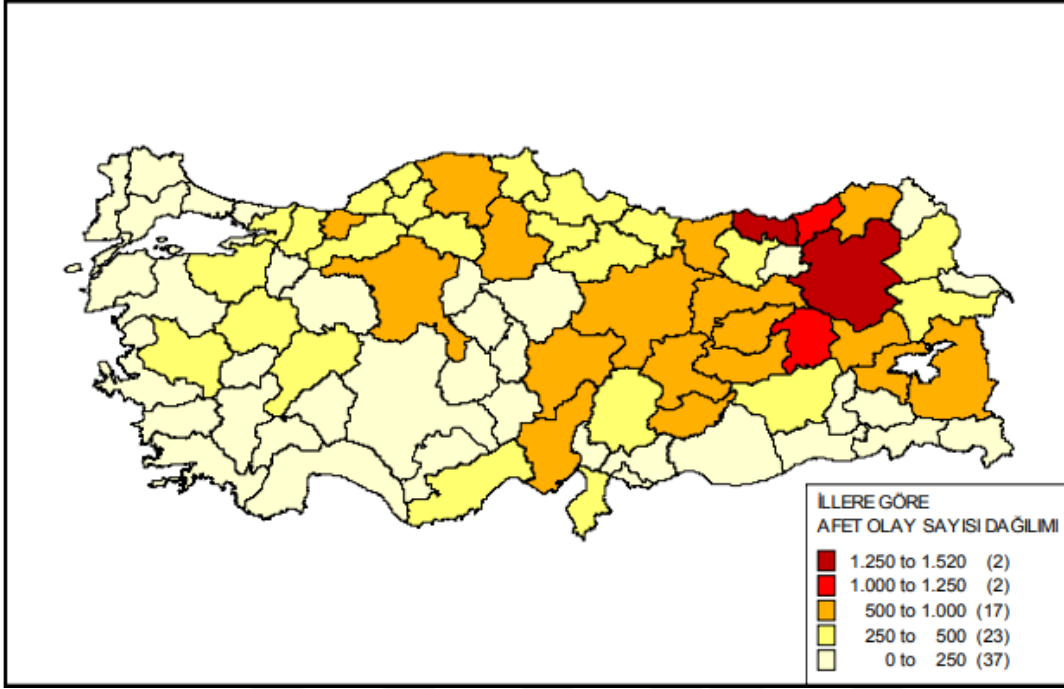 İLLERE GÖRE
AFET OLAY SAYISI DAĞILIMI
1.250 to 1.520 (2)
1.000 to 1.250 (2)
500 to 1.000 (17)
250 to 500 (23)
0 to 250 (37)